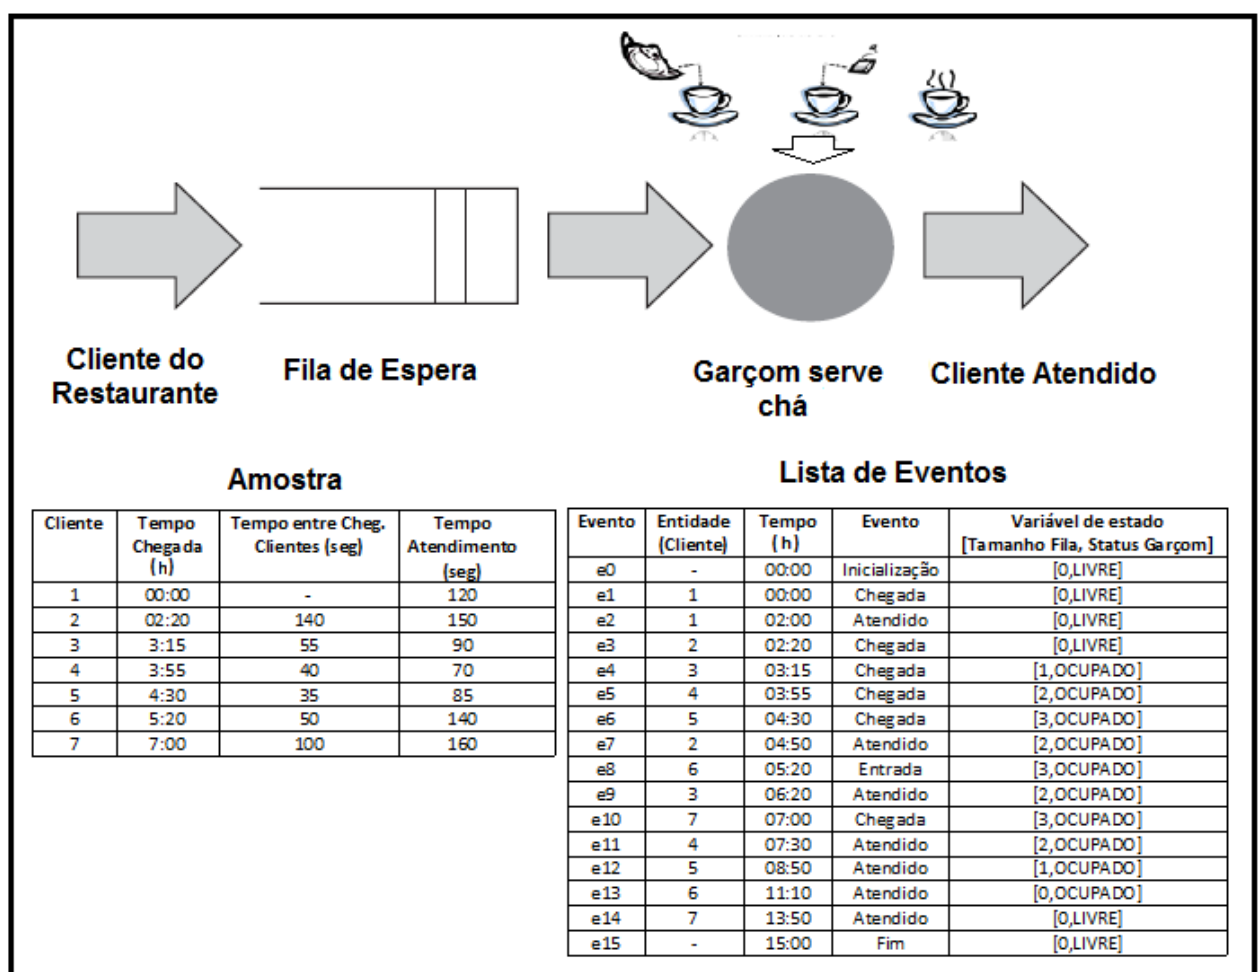 Cliente do
Restaurante
Fila de Espera
Garçom serve
chá
Cliente Atendido
Amostra
Cliente Tempo Chegada (h) Tempo entre Cheg. Clientes (seg) Tempo Atendimento (seg)
1 00:00 - 120
2 02:20 140 150
3 3:15 55 90
4 3:55 40 70
5 4:30 35 85
6 5:20 50 140
7 7:00 100 160
Lista de Eventos
Evento Entidade (Cliente) Tempo (h) Evento Variável de estado [Tamanho Fila, Status Garçom]
e0 - 00:00 Inicialização [0,LIVRE]
e1 1 00:00 Chegada [0,LIVRE]
e2 1 02:00 Atendido [0,LIVRE]
e3 2 02:20 Chegada [0,LIVRE]
e4 3 03:15 Chegada [1,OCUPADO]
e5 4 03:55 Chegada [2,OCUPADO]
e6 5 04:30 Chegada [3,OCUPADO]
e7 2 04:50 Atendido [2,OCUPADO]
e8 6 05:20 Entrada [3,OCUPADO]
e9 3 06:20 Atendido [2,OCUPADO]
e10 7 07:00 Chegada [3,OCUPADO]
e11 4 07:30 Atendido [2,OCUPADO]
e12 5 08:50 Atendido [1,OCUPADO]
e13 6 11:10 Atendido [0,OCUPADO]
e14 7 13:50 Atendido [0,LIVRE]
e15 - 15:00 Fim [0,LIVRE]